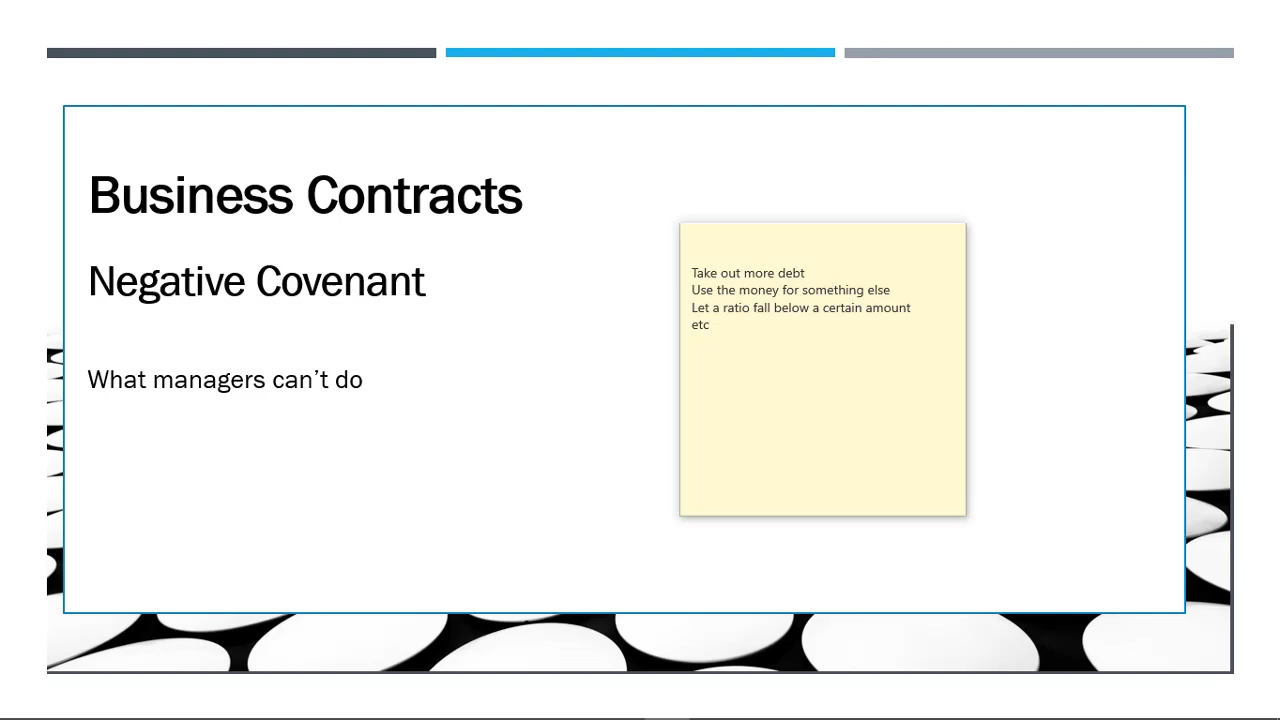 Business Contracts
Negative Covenant
What managers can’t do
Take out more debt
Use the money for something else
Let a ratio fall below a certain amount
etc